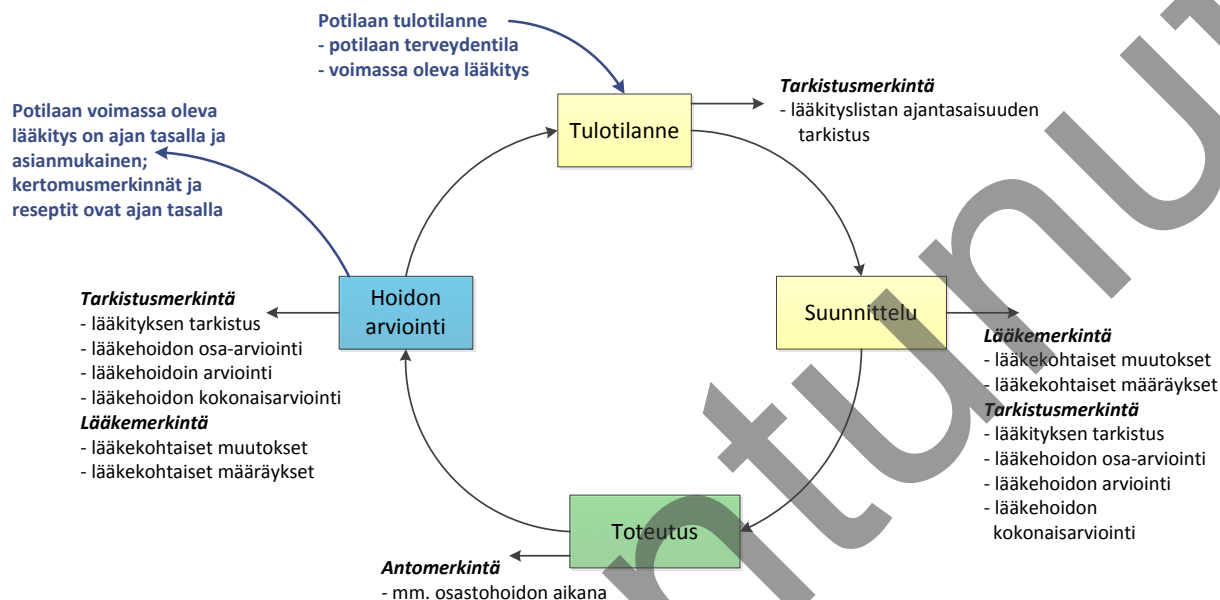 Potilaan tulotilanne
- potilaan terveydentila
- voimassa oleva lääkitys
Tulotilanne
Tarkistusmerkintä
- lääkityslistan ajantasaisuuden
tarkistus
Potilaan voimassa oleva
lääkitys on ajan tasalla ja
asianmukainen;
kertomusmerkinnät ja
reseptit ovat ajan tasalla
Hoidon
arviointi
Tarkistusmerkintä
- lääkityksen tarkistus
- lääkehoidon osa-arviointi
- lääkehoidoin arviointi
- lääkehoidon kokonaisarviointi
Lääkemerkintä
- lääkekohtaiset muutokset
- lääkekohtaiset määräykset
Suunnittelu
Lääkemerkintä
- lääkekohtaiset muutokset
- lääkekohtaiset määräykset
Tarkistusmerkintä
- lääkityksen tarkistus
- lääkehoidon osa-arviointi
- lääkehoidon arviointi
- lääkehoidon
kokonaisarviointi
Toteutus
Antomerkintä
- mm. osastohoidon aikana